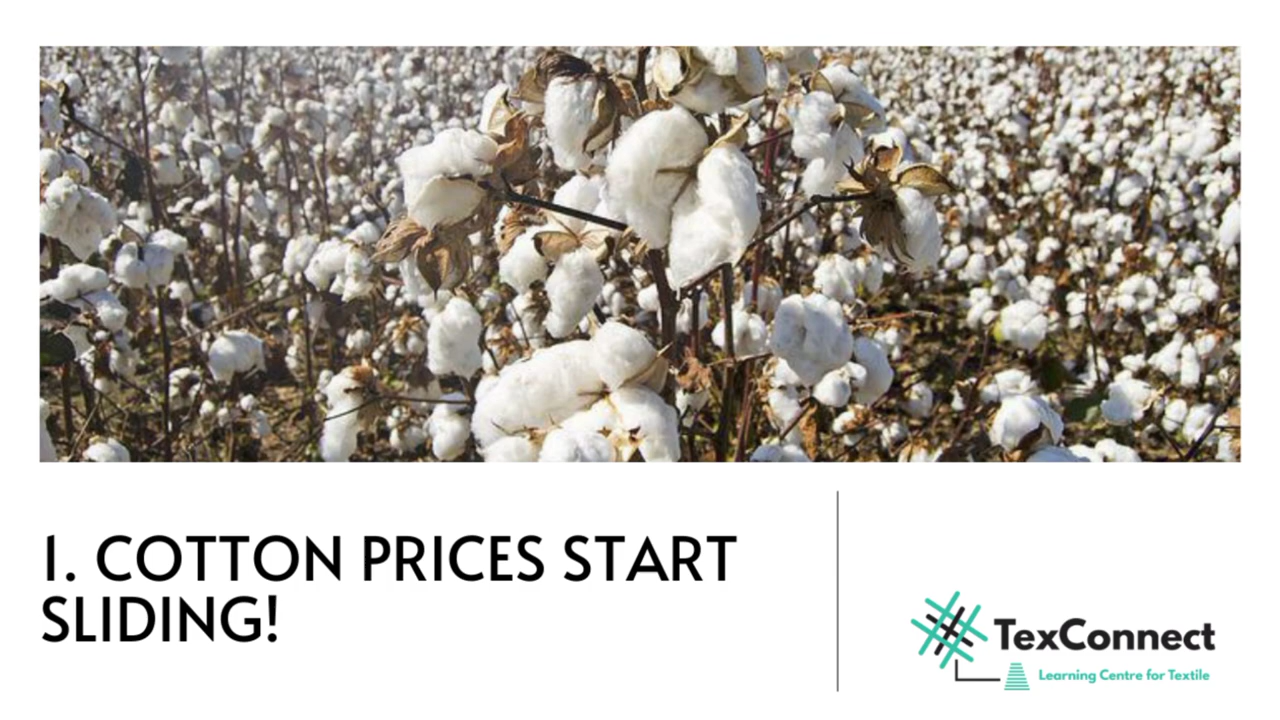 1. COTTON PRICES START
SLIDING!
TexConnect
Learning Centre for Textile